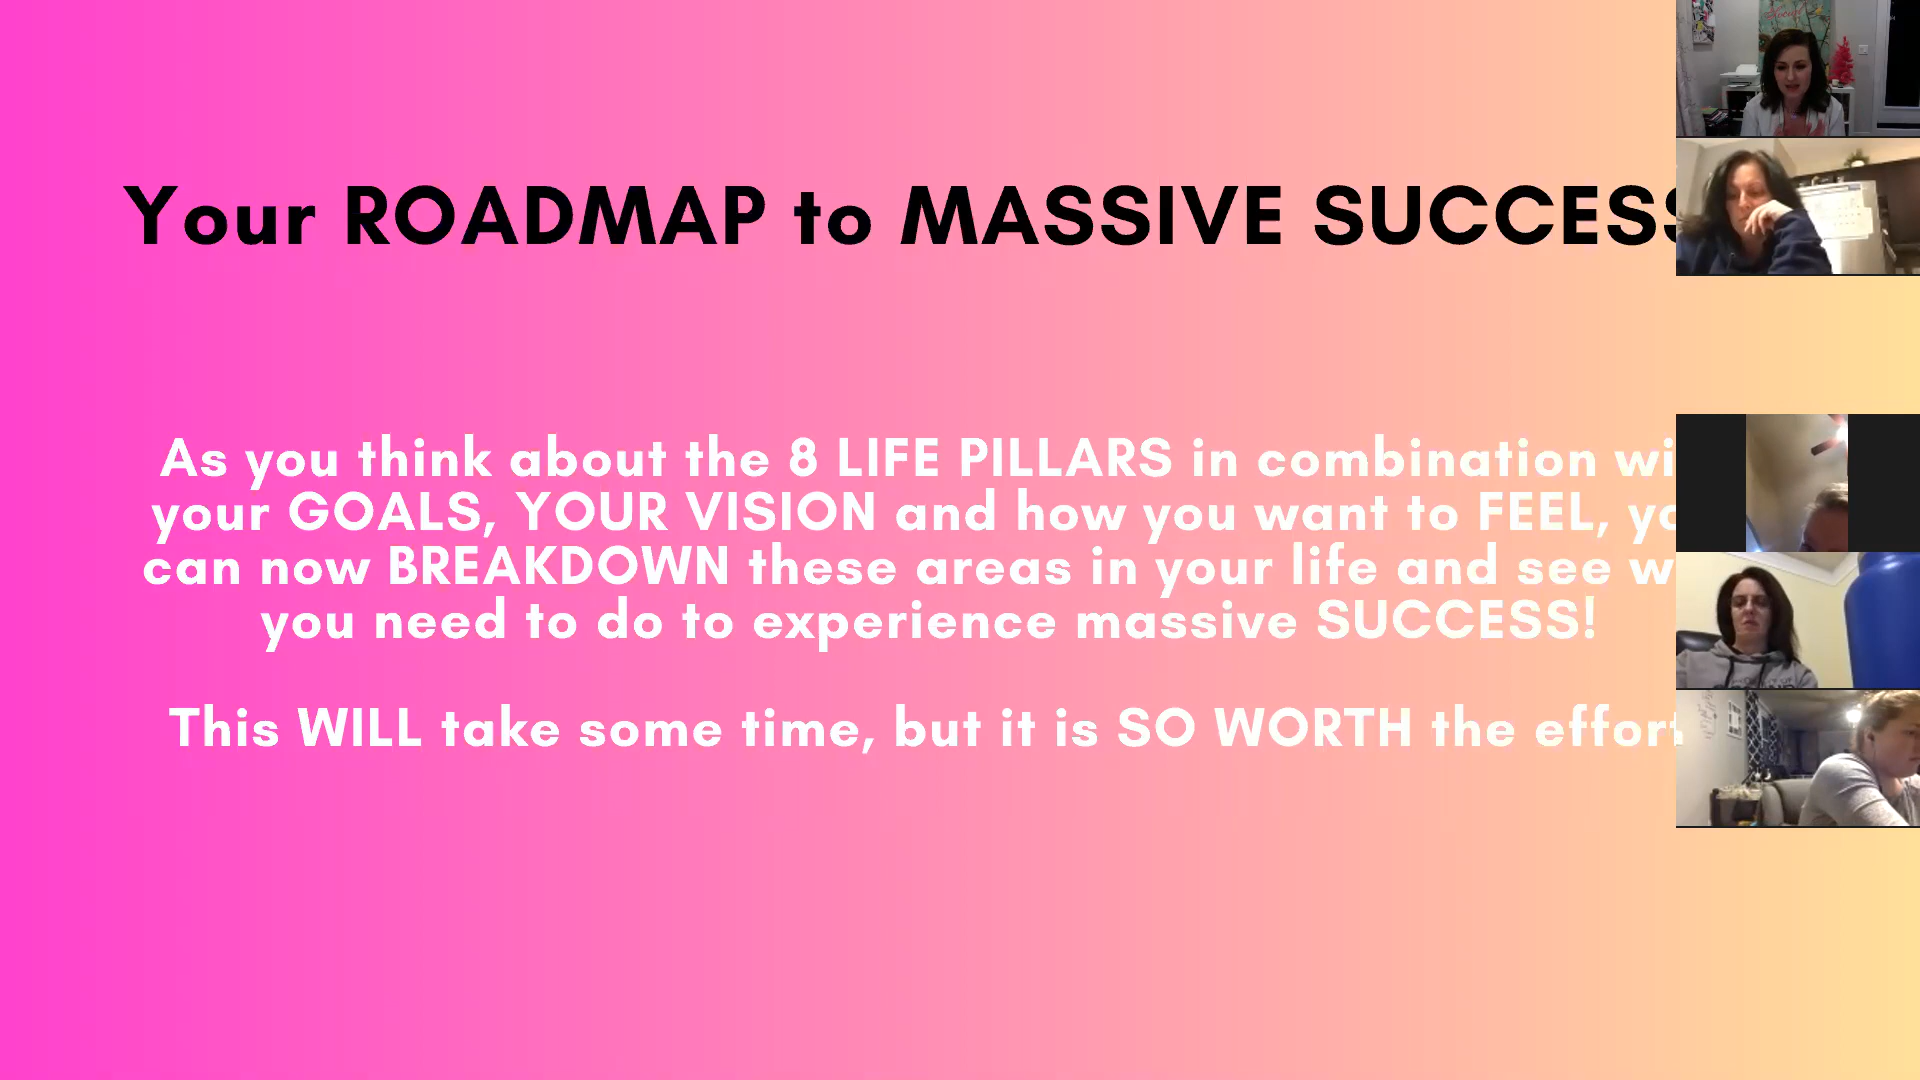 Your ROADMAP to MASSIVE SUCCESS
As you think about the 8 LIFE PILLARS in combination wi
your GOALS, YOUR VISION and how you want to FEEL, yo
can now BREAKDOWN these areas in your life and see w
you need to do to experience massive SUCCESS!
This WILL take some time, but it is SO WORTH the effort